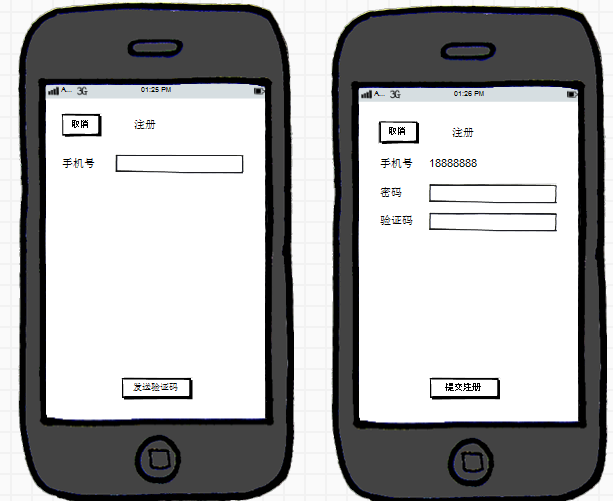 A... 3G 01:25 PM
取消 注册
手机号
发送验证码
A... 3G 01:26 PM
取消 注册
手机号 18888888
密码
验证码
提交注册